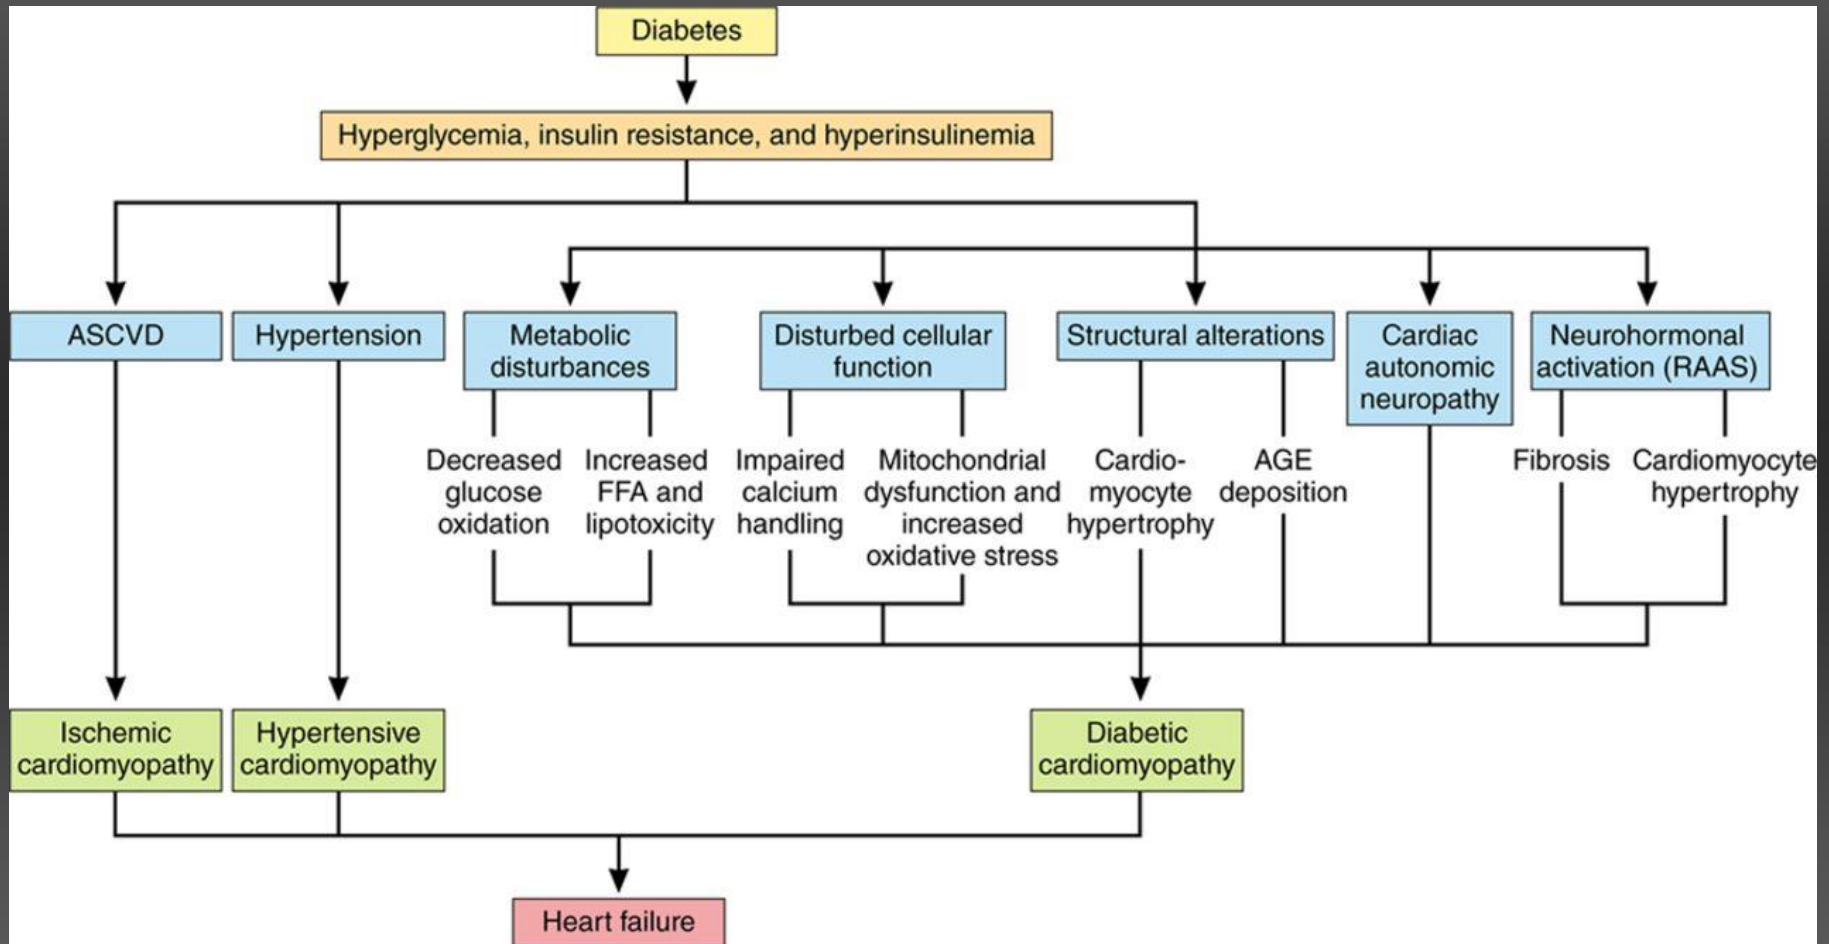 Diabetes
Hyperglycemia, insulin resistance, and hyperinsulinemia
ASCVD
Hypertension
Metabolic
disturbances
Disturbed cellular
function
Structural alterations
Cardiac
autonomic
neuropathy
Neurohormonal
activation (RAAS)
Decreased
glucose
oxidation
Increased
FFA and
lipotoxicity
Impaired
calcium
handling
Mitochondrial
dysfunction and
increased
oxidative stress
Cardio-
myocyte
hypertrophy
AGE
deposition
Fibrosis
Cardiomyocyte
hypertrophy
Ischemic
cardiomyopathy
Hypertensive
cardiomyopathy
Diabetic
cardiomyopathy
Heart failure